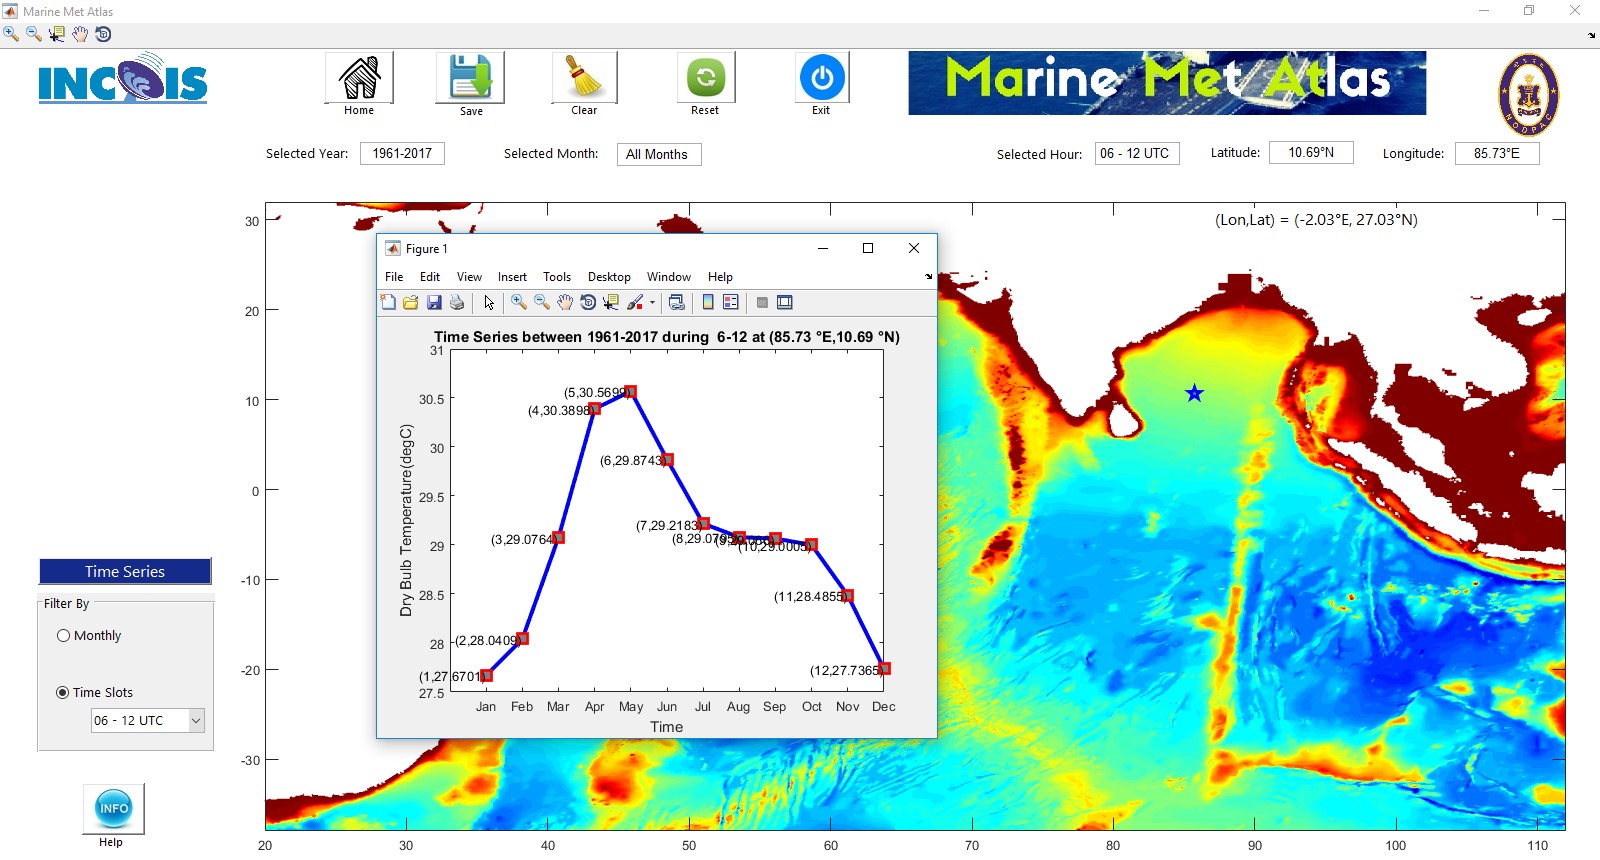 Marine Met Atlas
INCOIS
Home
Save
Clear
Reset
Exit
Marine Met Atlas
NODPAC
Selected Year: 1961-2017
Selected Month: All Months
Selected Hour: 06 - 12 UTC
Latitude: 10.69°N
Longitude: 85.73°E
(Lon,Lat) = (-2.03°E, 27.03°N)
30
20
10
0
-10
-20
-30
20 30 40 50 60 70 80 90 100 110
Figure 1
File Edit View Insert Tools Desktop Window Help
Time Series between 1961-2017 during 6-12 at (85.73 °E,10.69 °N)
Dry Bulb Temperature(degC)
31
30.5
30
29.5
29
28.5
28
27.5
(1,27.6701)
(2,28.0409)
(3,29.0764)
(4,30.3898)
(5,30.5699)
(6,29.8743)
(7,29.2183)
(10,29.0005)
(11,28.4855)
(12,27.7365)
Jan Feb Mar Apr May Jun Jul Aug Sep Oct Nov Dec
Time
Time Series
Filter By
Monthly
Time Slots
06 - 12 UTC
INFO
Help